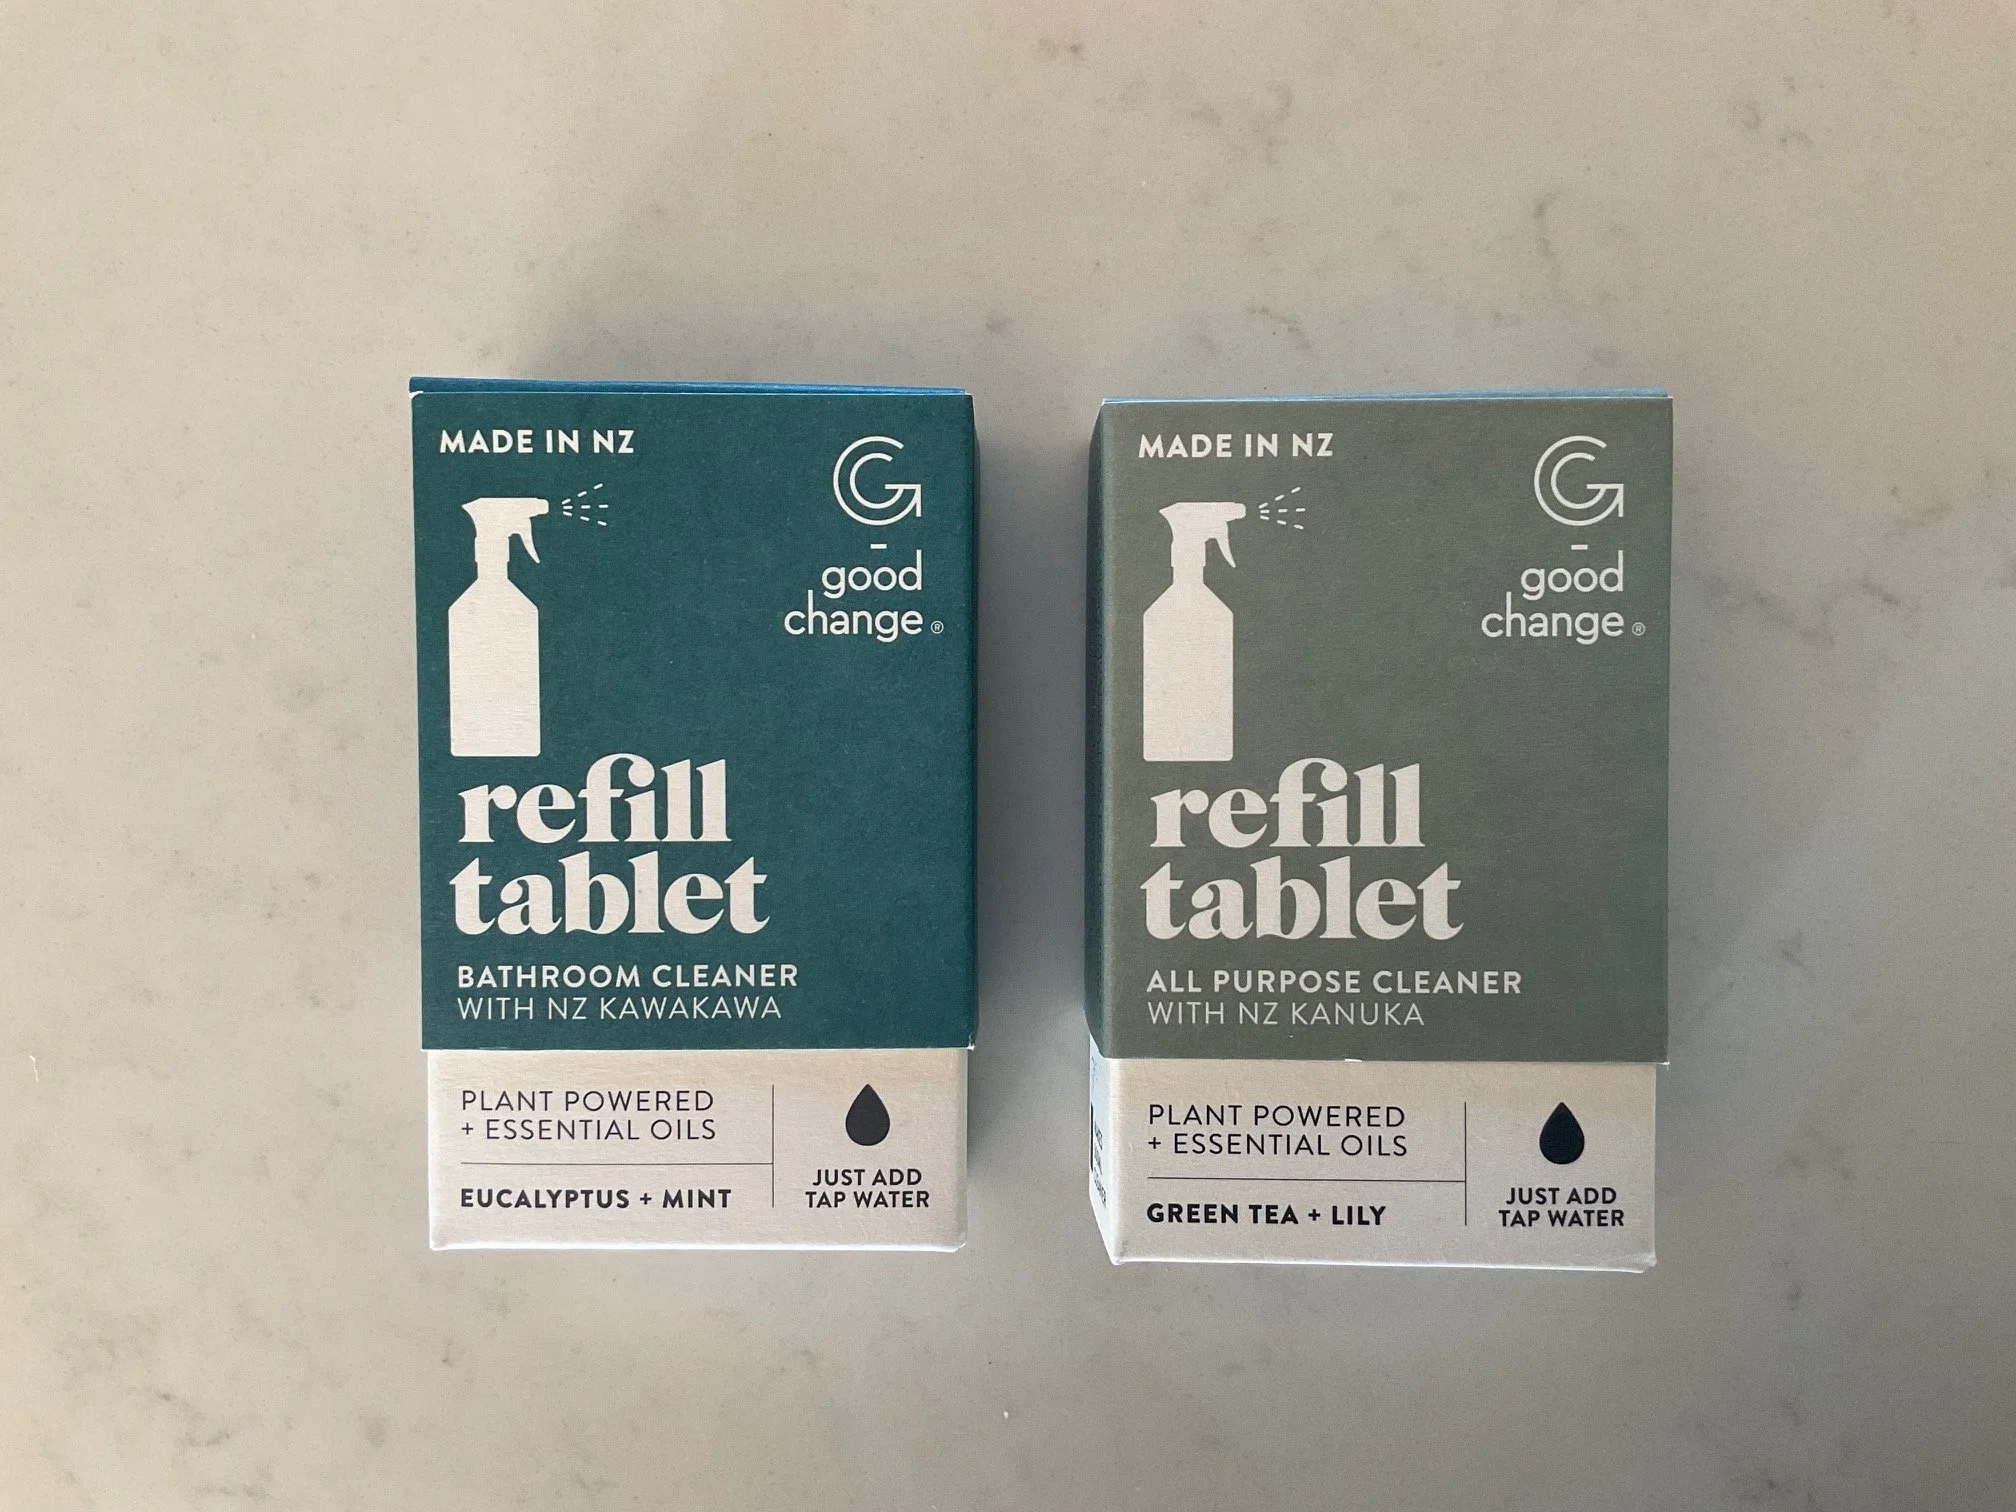 MADE IN NZ
good
change®
refill
tablet
BATHROOM CLEANER
WITH NZ KAWAKAWA
PLANT POWERED
+ ESSENTIAL OILS
EUCALYPTUS + MINT
JUST ADD
TAP WATER
MADE IN NZ
good
change®
refill
tablet
ALL PURPOSE CLEANER
WITH NZ KANUKA
PLANT POWERED
+ ESSENTIAL OILS
GREEN TEA + LILY
JUST ADD
TAP WATER